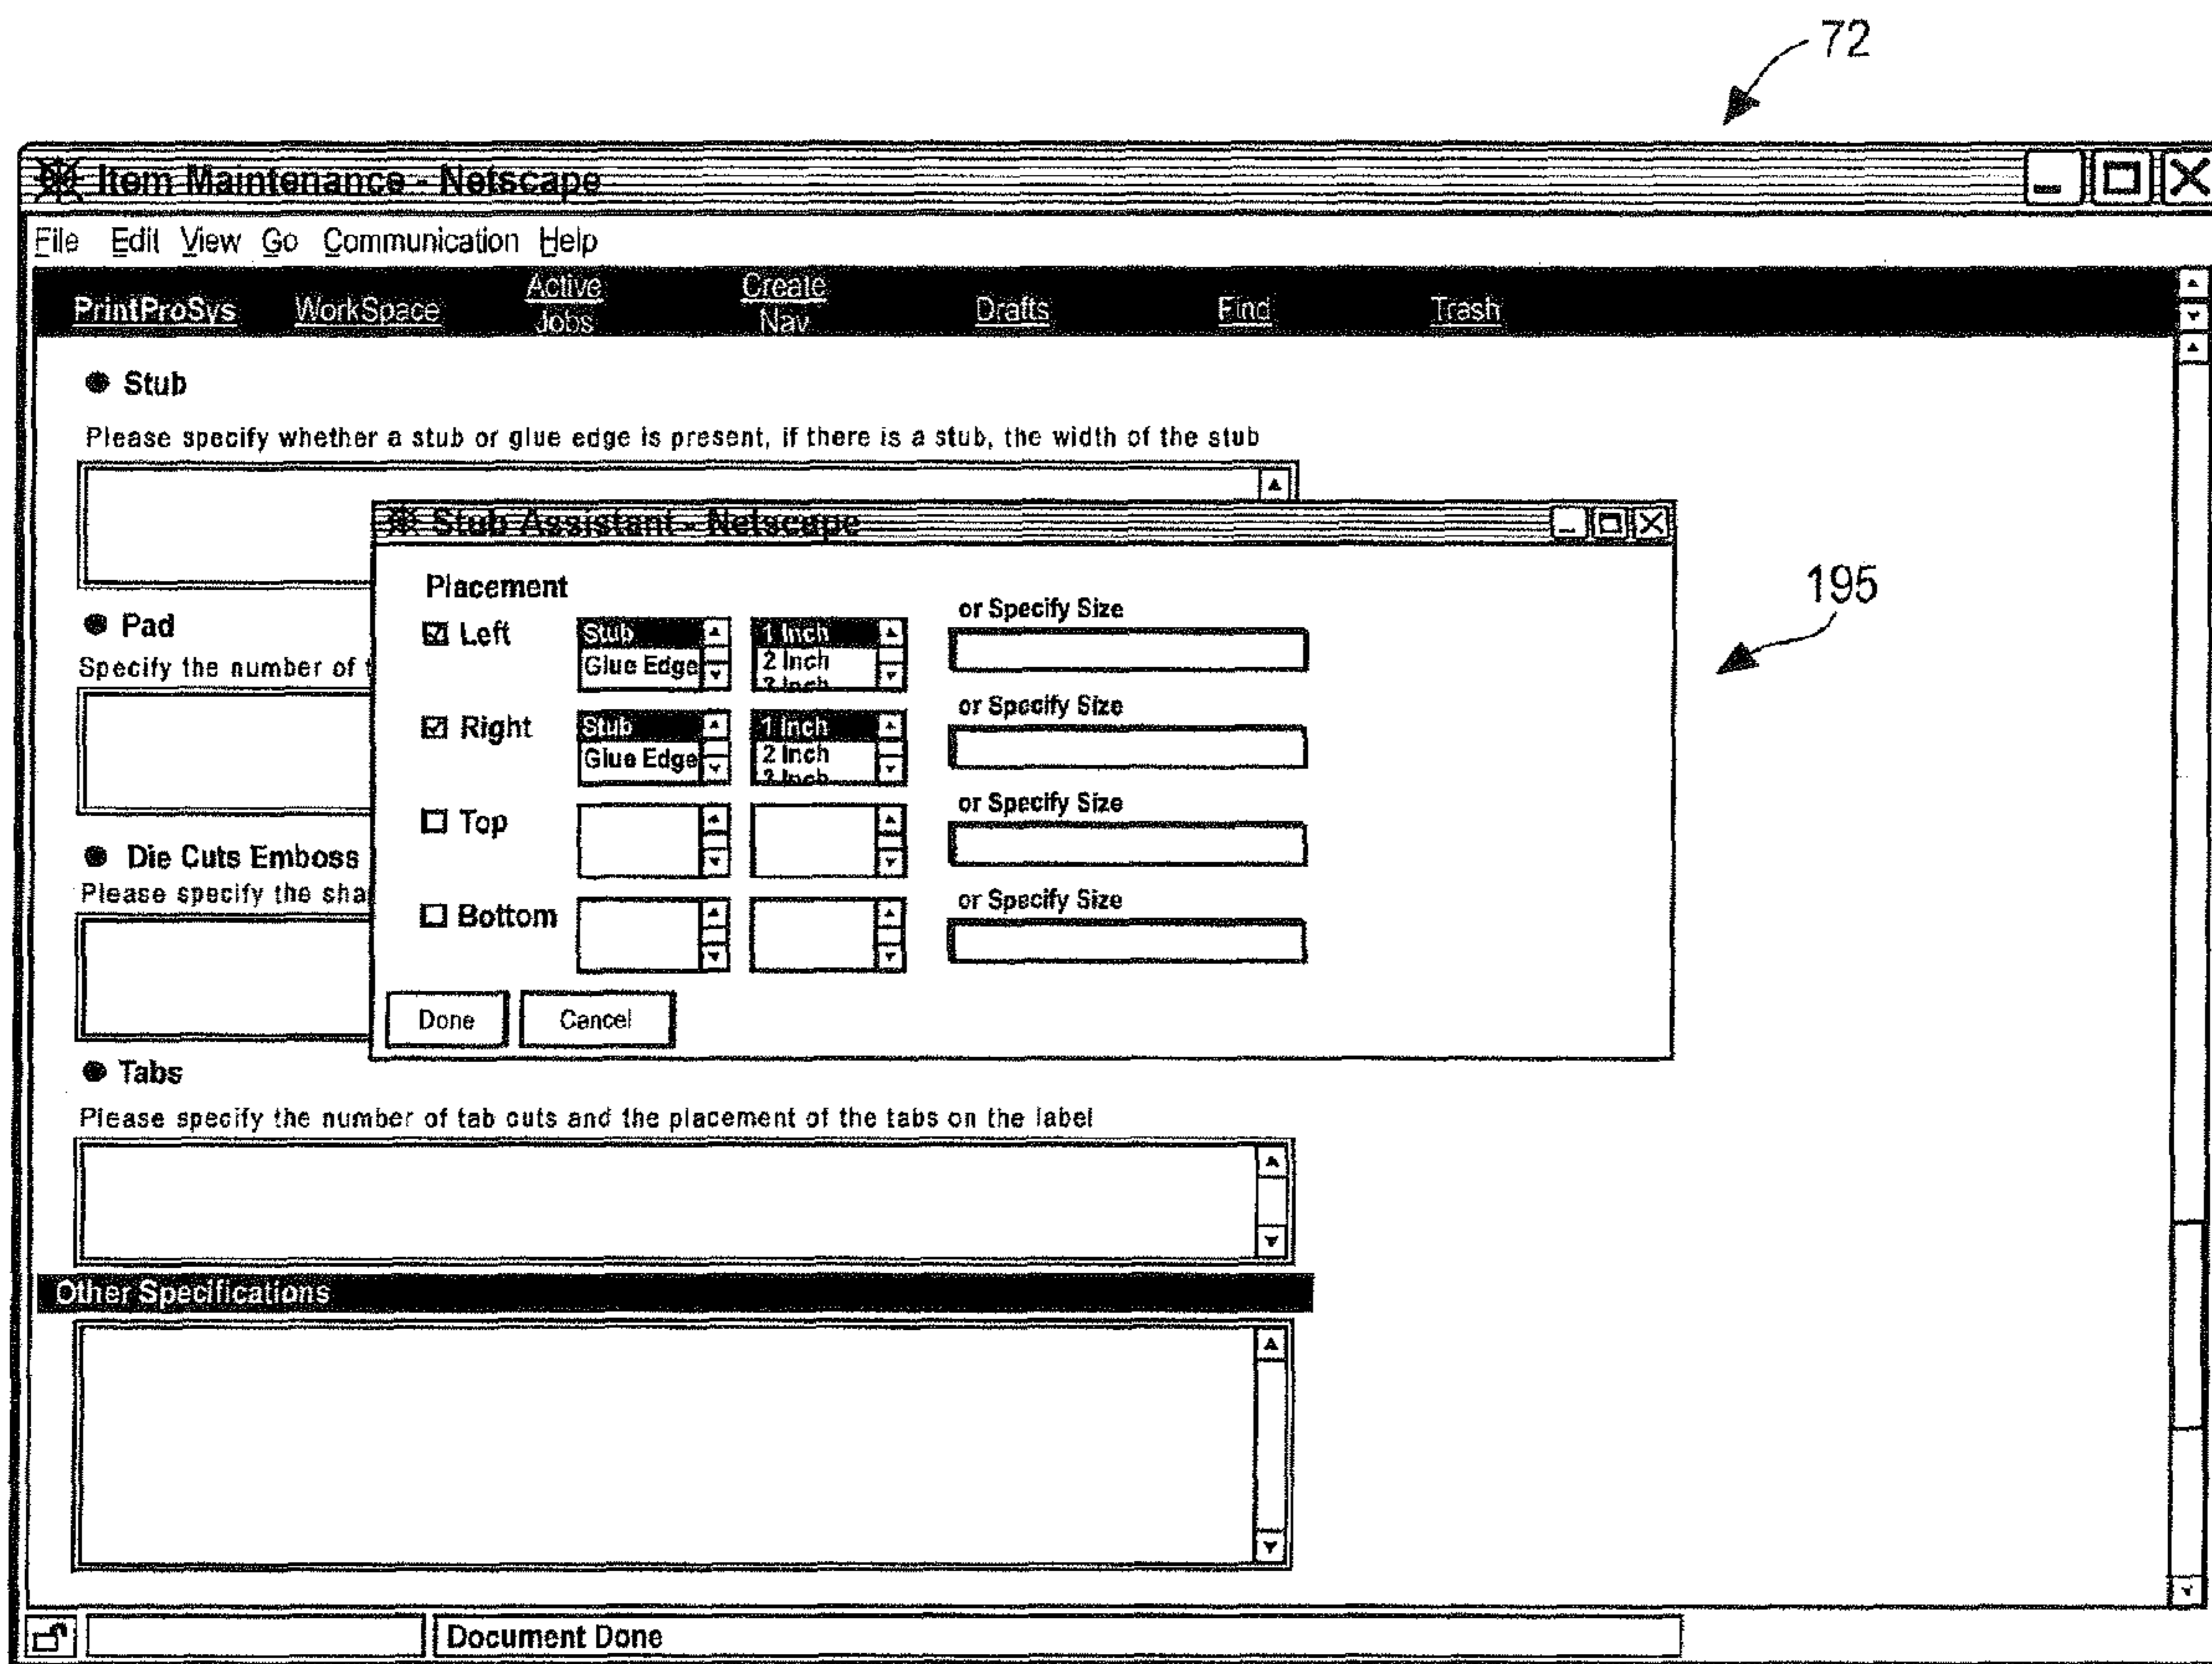 72
Item Maintenance - Netscape
File Edit View Go Communication Help
PrintProSys WorkSpace Active Jobs Create Nav Drafts Find Trash
Stub
Please specify whether a stub or glue edge is present, if there is a stub, the width of the stub
Stub Assistant - Netscape
195
Placement
Left Stub 1 Inch or Specify Size
Glue Edge 2 Inch
3 Inch
Pad
Specify the number of
Right Stub 1 Inch or Specify Size
Glue Edge 2 Inch
3 Inch
Top or Specify Size
Die Cuts Emboss
Please specify the sha
Bottom or Specify Size
Done Cancel
Tabs
Please specify the number of tab cuts and the placement of the tabs on the label
Other Specifications
Document Done